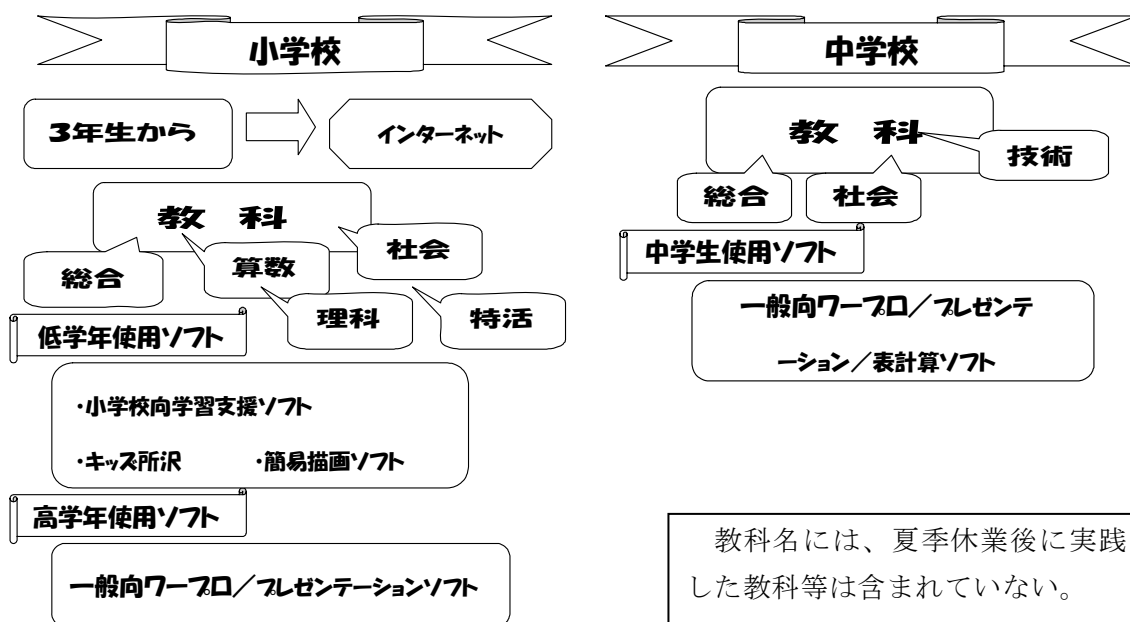 小学校
3年生から
インターネット
教 科
総合
算数
社会
理科
特活
低学年使用ソフト
・小学校向学習支援ソフト
・キッズ所沢 ・簡易描画ソフト
高学年使用ソフト
一般向ワープロ／プレゼンテーションソフト
中学校
教 科
技術
総合
社会
中学生使用ソフト
一般向ワープロ／プレゼンテ
ーション／表計算ソフト
教科名には、夏季休業後に実践
した教科等は含まれていない。